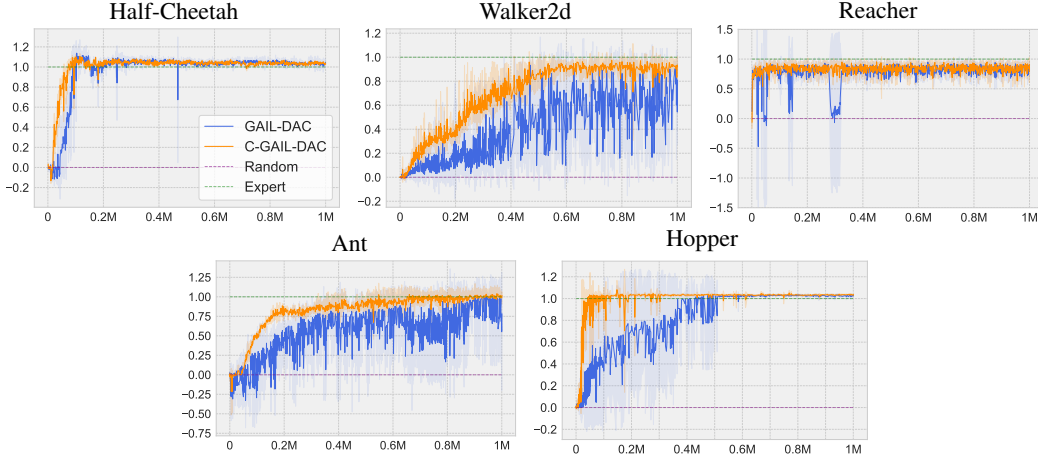 Half-Cheetah
Walker2d
Reacher
1.2
1.0
0.8
0.6
0.4
0.2
0.0
−0.2
0 0.2M 0.4M 0.6M 0.8M 1M
GAIL-DAC
C-GAIL-DAC
Random
Expert
1.2
1.0
0.8
0.6
0.4
0.2
0.0
−0.2
0 0.2M 0.4M 0.6M 0.8M 1M
1.5
1.0
0.5
0.0
−0.5
−1.0
−1.5
0 0.2M 0.4M 0.6M 0.8M 1M
Ant
Hopper
1.25
1.00
0.75
0.50
0.25
0.00
−0.25
−0.50
−0.75
0 0.2M 0.4M 0.6M 0.8M 1M
1.2
1.0
0.8
0.6
0.4
0.2
0.0
−0.2
0 0.2M 0.4M 0.6M 0.8M 1M